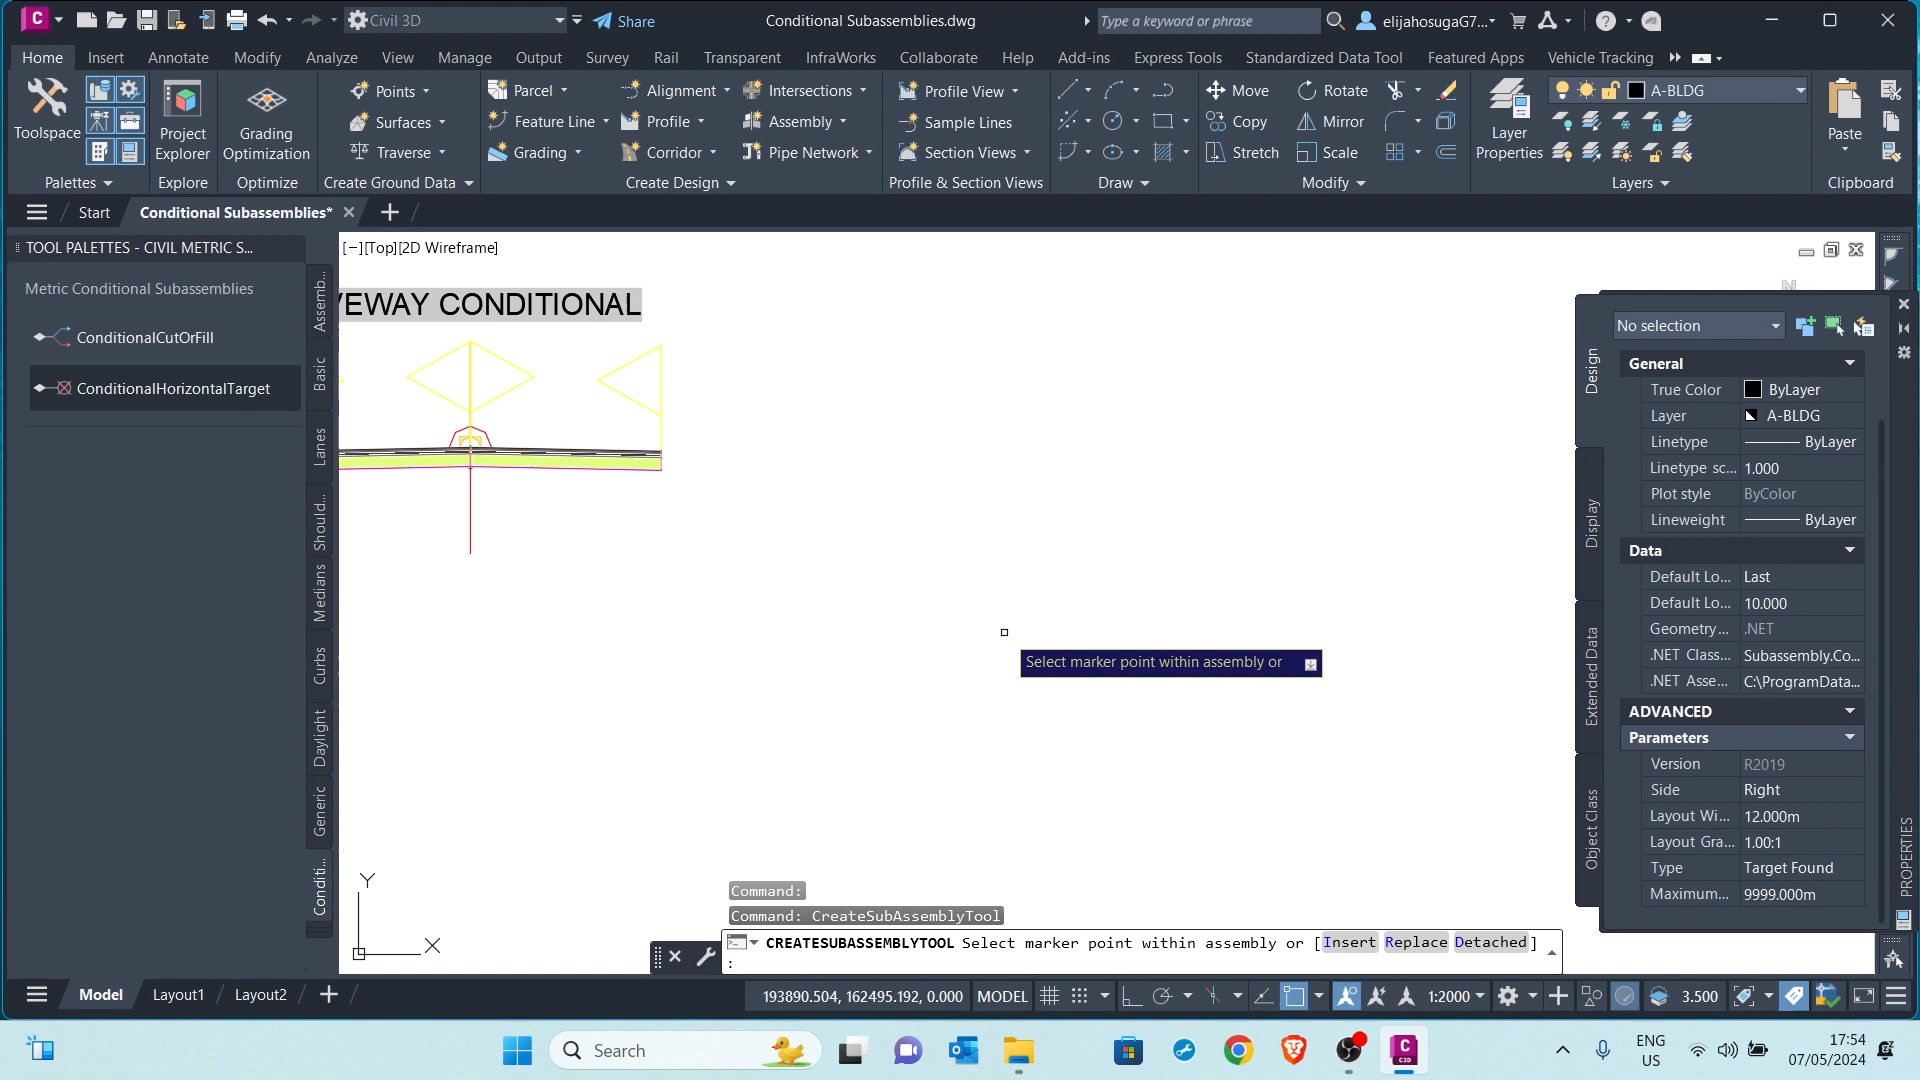 C
Civil 3D
Share
Conditional Subassemblies.dwg
Type a keyword or phrase
elijahosugaG7...
Home Insert Annotate Modify Analyze View Manage Output Survey Rail Transparent InfraWorks Collaborate Help Add-ins Express Tools Standardized Data Tool Featured Apps Vehicle Tracking
Toolspace
Project Explorer
Grading Optimization
Points
Surfaces
Traverse
Parcel
Feature Line
Grading
Alignment
Profile
Corridor
Intersections
Assembly
Pipe Network
Profile View
Sample Lines
Section Views
Move
Copy
Stretch
Rotate
Mirror
Scale
Layer Properties
A-BLDG
Paste
Palettes Explore Optimize Create Ground Data Create Design Profile & Section Views Draw Modify Layers Clipboard
Start
Conditional Subassemblies*
TOOL PALETTES - CIVIL METRIC S...
Metric Conditional Subassemblies
ConditionalCutOrFill
ConditionalHorizontalTarget
Assemb...
Basic
Lanes
Should...
Medians
Curbs
Daylight
Generic
Conditi...
[−][Top][2D Wireframe]
VEWAY CONDITIONAL
Select marker point within assembly or
Y
X
Command:
Command: CreateSubAssemblyTool
CREATESUBASSEMBLYTOOL Select marker point within assembly or [Insert Replace Detached]
:
No selection
Design
Display
Extended Data
Object Class
PROPERTIES
General
True Color ByLayer
Layer A-BLDG
Linetype ByLayer
Linetype sc... 1.000
Plot style ByColor
Lineweight ByLayer
Data
Default Lo... Last
Default Lo... 10.000
Geometry... .NET
.NET Class... Subassembly.Co...
.NET Asse... C:\ProgramData...
ADVANCED
Parameters
Version R2019
Side Right
Layout Wi... 12.000m
Layout Gra... 1.00:1
Type Target Found
Maximum... 9999.000m
Model Layout1 Layout2
193890.504, 162495.192, 0.000 MODEL
1:2000
3.500
Search
C
C3D
ENG
US
17:54
07/05/2024